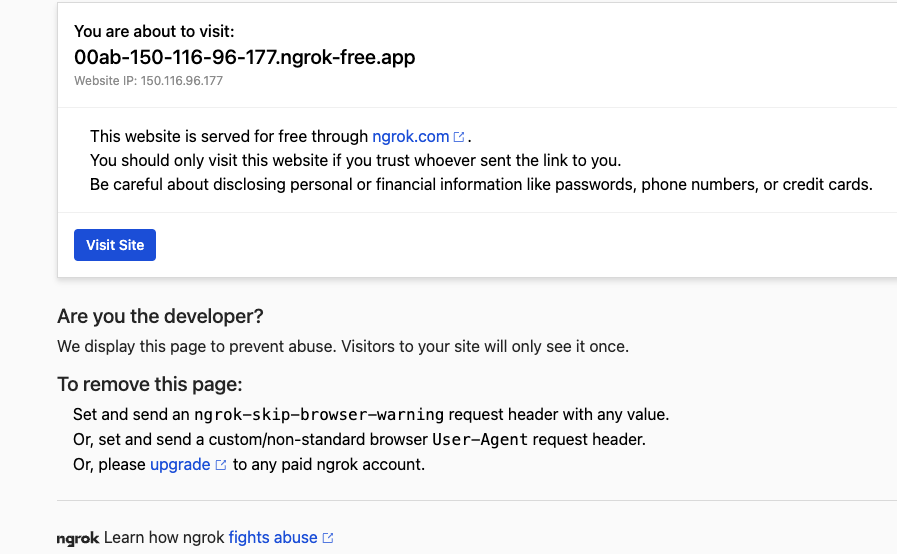 You are about to visit:
00ab-150-116-96-177.ngrok-free.app
Website IP: 150.116.96.177
This website is served for free through ngrok.com.
You should only visit this website if you trust whoever sent the link to you.
Be careful about disclosing personal or financial information like passwords, phone numbers, or credit cards.
Visit Site
Are you the developer?
We display this page to prevent abuse. Visitors to your site will only see it once.
To remove this page:
Set and send an ngrok-skip-browser-warning request header with any value.
Or, set and send a custom/non-standard browser User-Agent request header.
Or, please upgrade to any paid ngrok account.
ngrok Learn how ngrok fights abuse